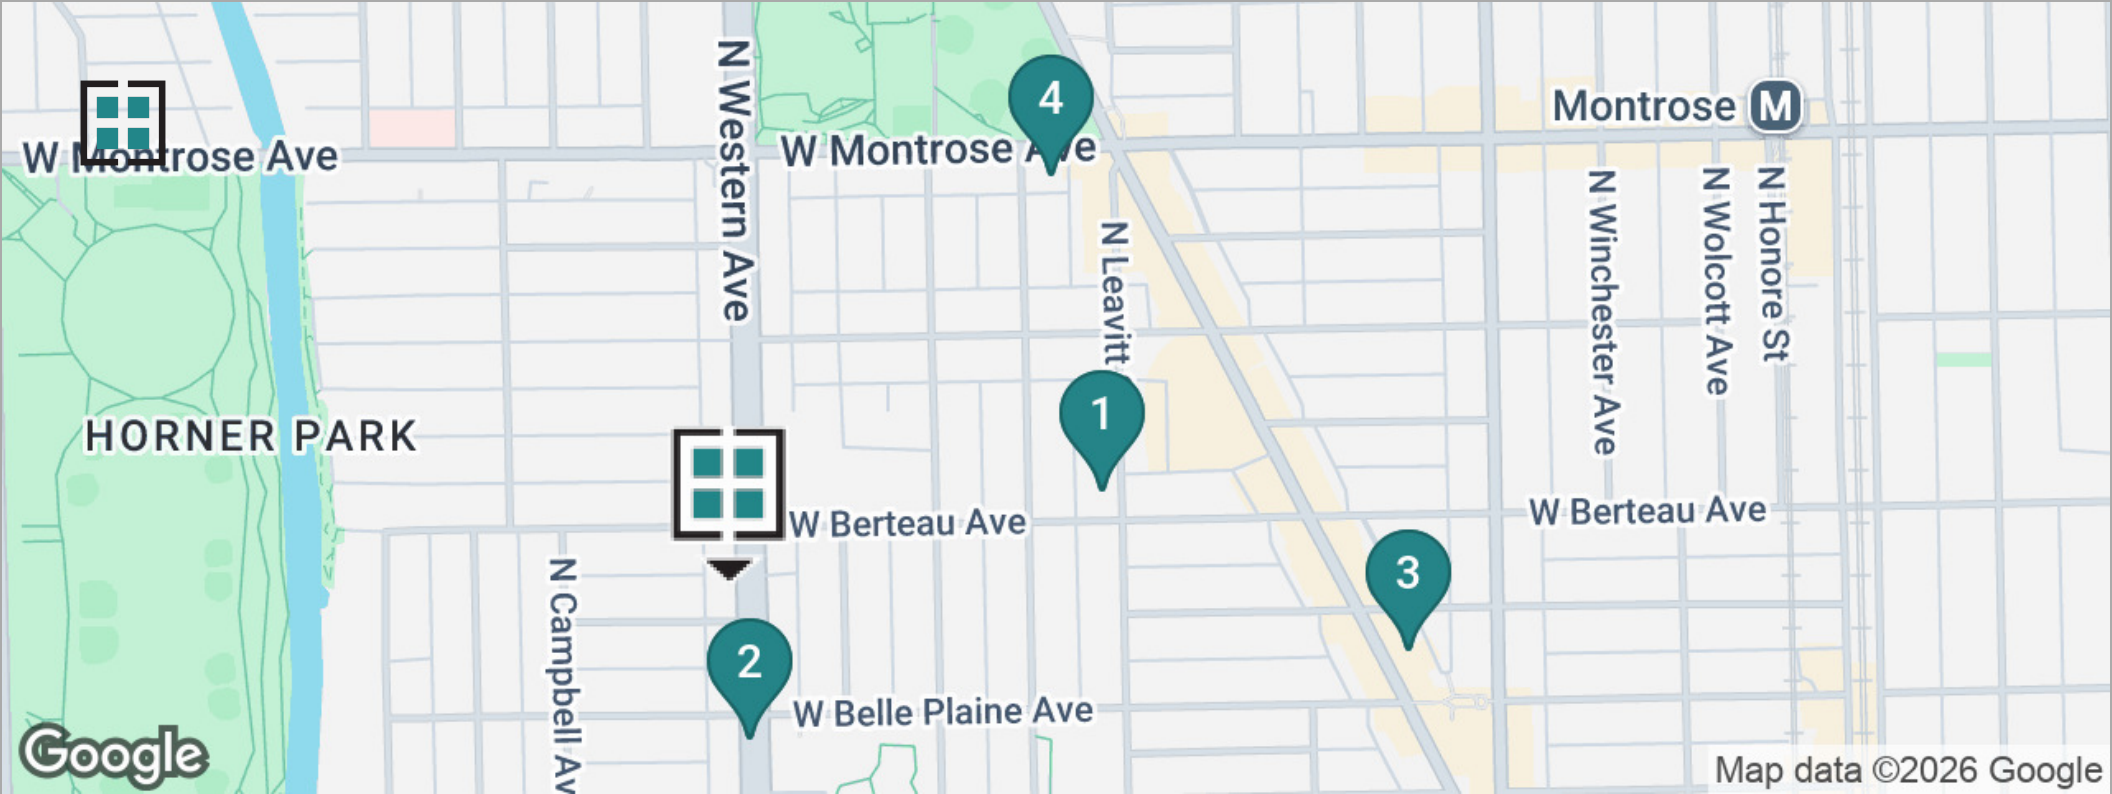 N Western Ave
4
Montrose M
W Montrose Ave
W Montrose Ave
N Leavitt
N Winchester Ave
N Wolcott Ave
N Honore St
1
HORNER PARK
W Berteau Ave
W Berteau Ave
N Campbell Av
3
2
W Belle Plaine Ave
Google
Map data ©2026 Google